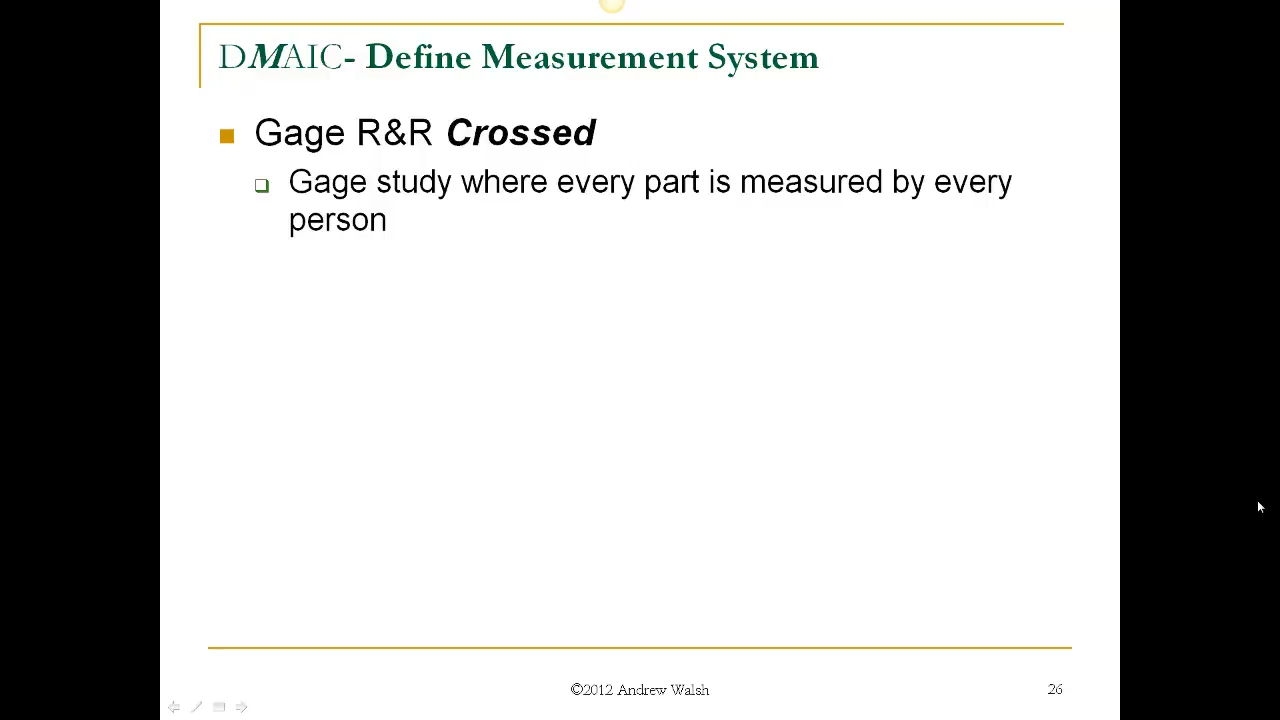 DMAIC- Define Measurement System
Gage R&R Crossed
Gage study where every part is measured by every
person
©2012 Andrew Walsh
26